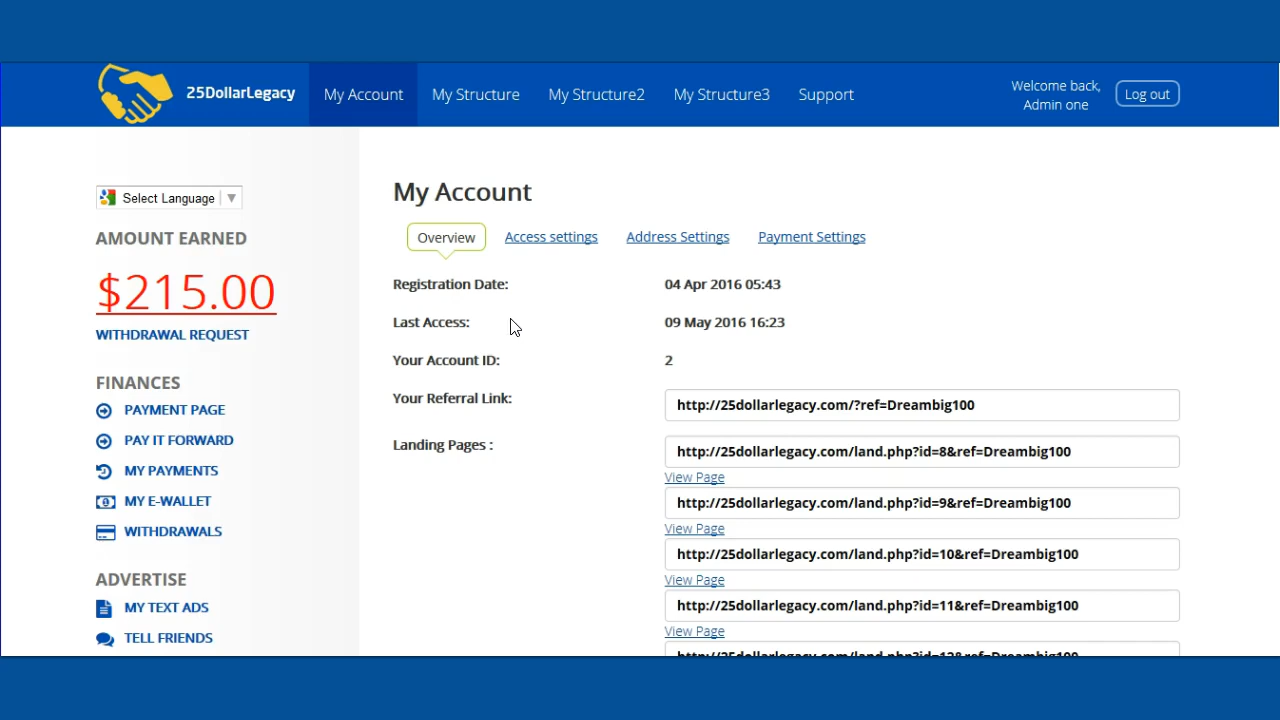 25DollarLegacy
My Account
My Structure
My Structure2
My Structure3
Support
Welcome back,
Admin one
Log out
Select Language
AMOUNT EARNED
$215.00
WITHDRAWAL REQUEST
FINANCES
PAYMENT PAGE
PAY IT FORWARD
MY PAYMENTS
MY E-WALLET
WITHDRAWALS
ADVERTISE
MY TEXT ADS
TELL FRIENDS
My Account
Overview
Access settings
Address Settings
Payment Settings
Registration Date: 04 Apr 2016 05:43
Last Access: 09 May 2016 16:23
Your Account ID: 2
Your Referral Link: http://25dollarlegacy.com/?ref=Dreambig100
Landing Pages : http://25dollarlegacy.com/land.php?id=8&ref=Dreambig100
View Page
http://25dollarlegacy.com/land.php?id=9&ref=Dreambig100
View Page
http://25dollarlegacy.com/land.php?id=10&ref=Dreambig100
View Page
http://25dollarlegacy.com/land.php?id=11&ref=Dreambig100
View Page